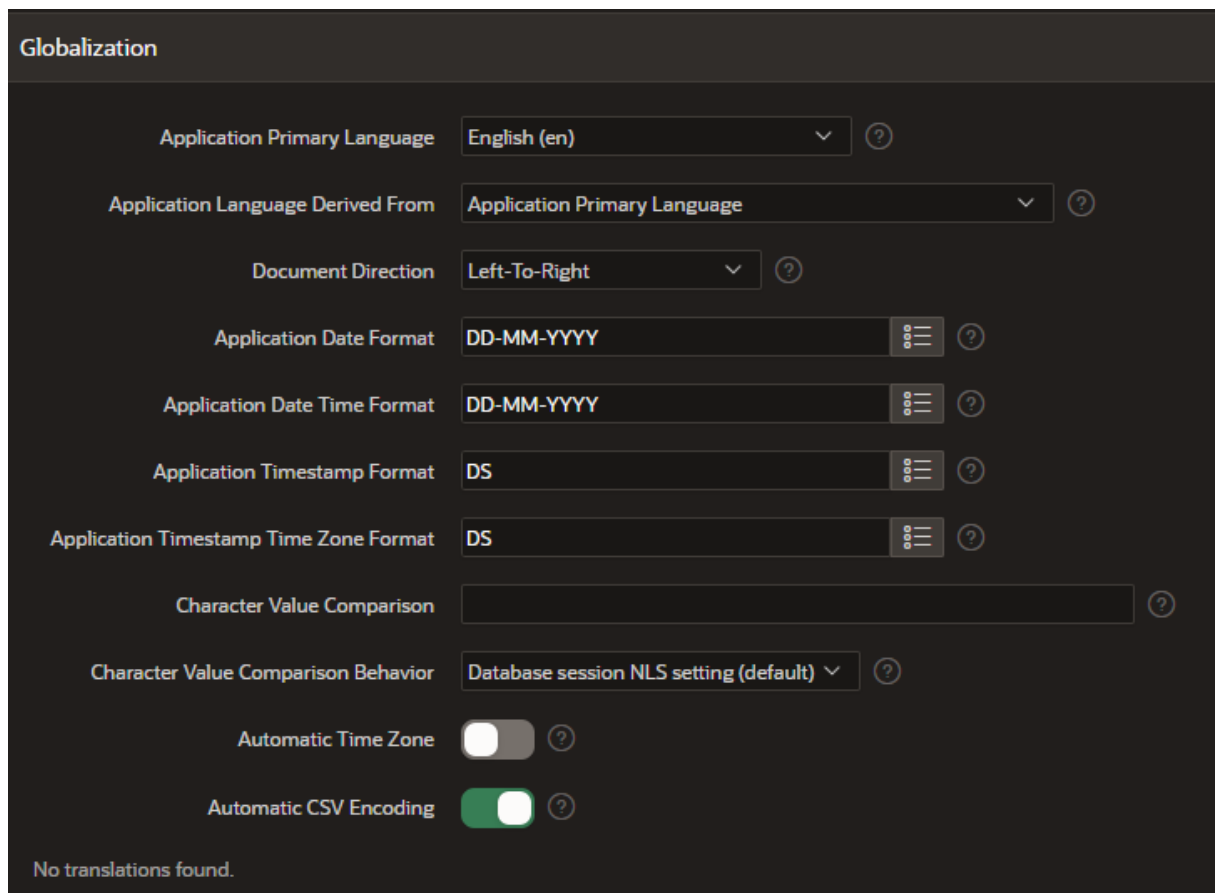 Globalization
Application Primary Language English (en)
Application Language Derived From Application Primary Language
Document Direction Left-To-Right
Application Date Format DD-MM-YYYY
Application Date Time Format DD-MM-YYYY
Application Timestamp Format DS
Application Timestamp Time Zone Format DS
Character Value Comparison
Character Value Comparison Behavior Database session NLS setting (default)
Automatic Time Zone
Automatic CSV Encoding
No translations found.